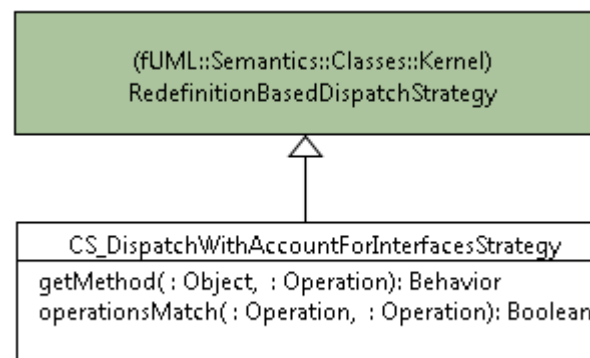 (fUML::Semantics::Classes::Kernel)
RedefinitionBasedDispatchStrategy
CS_DispatchWithAccountForInterfacesStrategy
getMethod( : Object, : Operation): Behavior
operationsMatch( : Operation, : Operation): Boolean